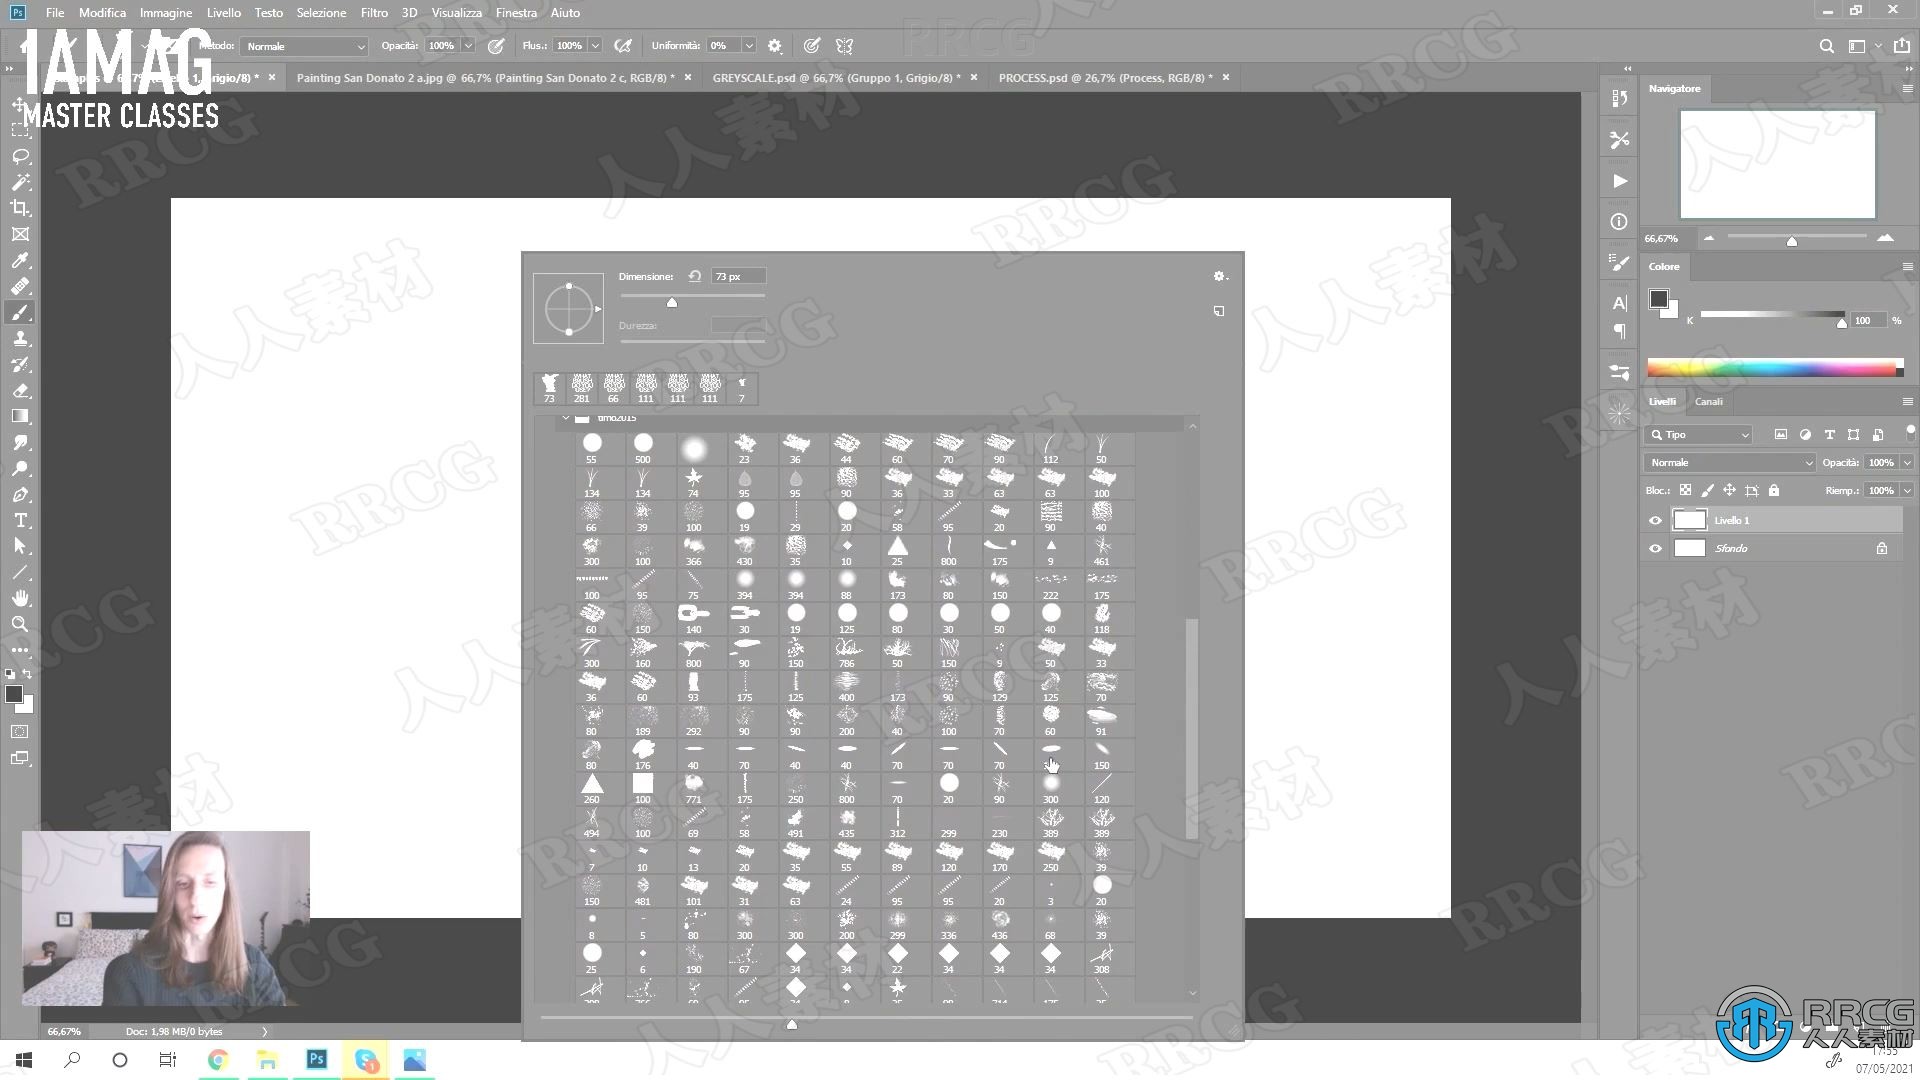 File Modifica Immagine Livello Testo Selezione Filtro 3D Visualizza Finestra Aiuto
Metodo: Normale Opacità: 100% Flus.: 100% Uniformità: 0%
IAMAG
MASTER CLASSES
Painting San Donato 2 a.jpg @ 66,7% (Painting San Donato 2 c, RGB/8) * GREYSCALE.psd @ 66,7% (Gruppo 1, Grigio/8) * PROCESS.psd @ 26,7% (Process, RGB/8) *
Navigatore
66,67%
Colore
K 100 %
Livelli Canali
Tipo
Normale Opacità: 100%
Bloc.: Riemp.: 100%
Livello 1
Sfondo
Dimensione: 73 px
Durezza:
73 281 66 111 111 111 7
timo2015
55 500 23 36 44 60 70 90 112 50
134 134 74 95 95 90 36 33 63 63 100
66 39 100 19 29 20 58 95 20 90 40
300 100 366 430 35 10 25 800 175 9 461
100 95 75 394 394 88 173 80 150 222 175
60 150 140 30 19 125 80 30 50 40 118
300 160 800 90 150 786 50 150 9 50 33
36 60 93 175 125 400 173 90 129 125 70
80 189 292 90 90 200 40 100 70 60 91
80 176 40 70 40 40 70 70 70 150
260 100 771 175 250 800 70 20 90 300 120
494 100 69 58 491 435 312 299 230 389 389
7 10 13 20 35 55 89 120 170 250 39
150 481 101 31 63 24 95 95 20 3 20
8 5 80 300 300 200 299 336 436 68 39
25 6 190 67 34 34 22 34 34 34 308
66,67% Doc: 1,98 MB/0 bytes
RRCG
人人素材
17:55
07/05/2021